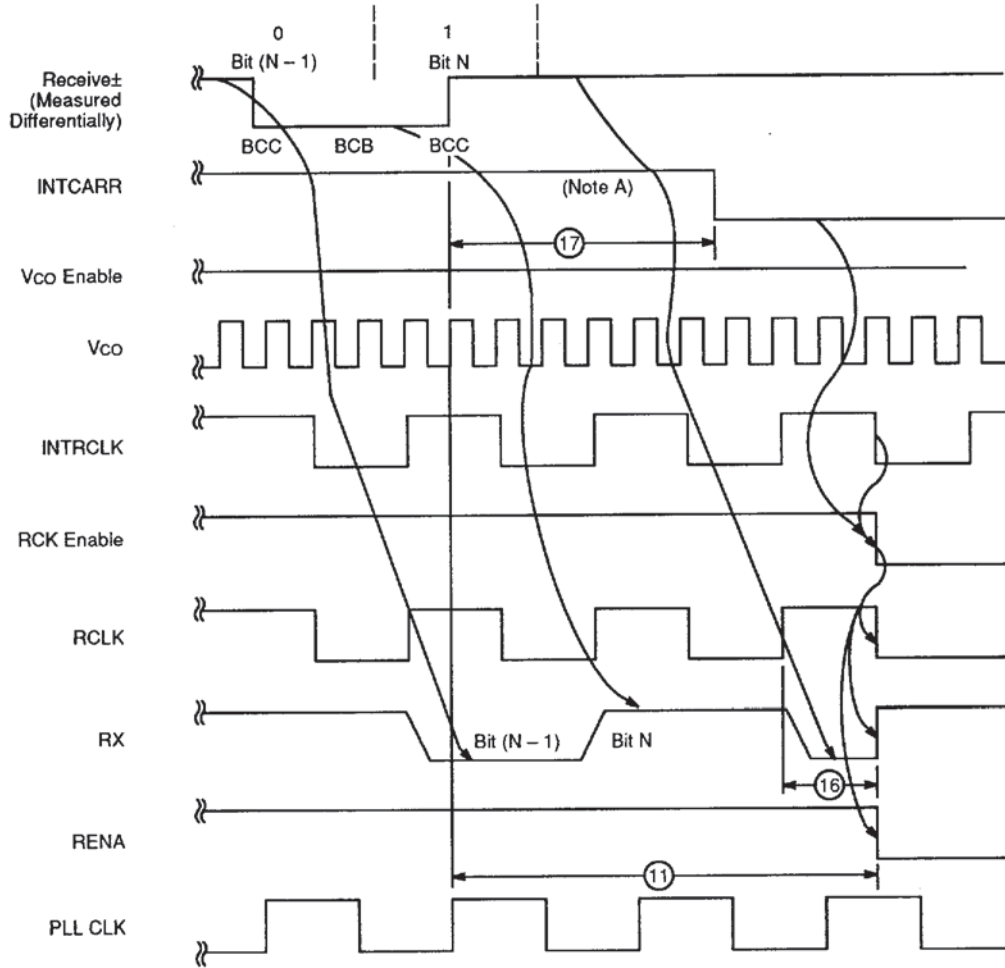 0 1
Bit (N – 1) Bit N
Receive±
(Measured
Differentially)
BCC BCB BCC
INTCARR
(Note A)
17
VCO Enable
VCO
INTRCLK
RCK Enable
RCLK
RX
Bit (N – 1) Bit N
16
RENA
11
PLL CLK